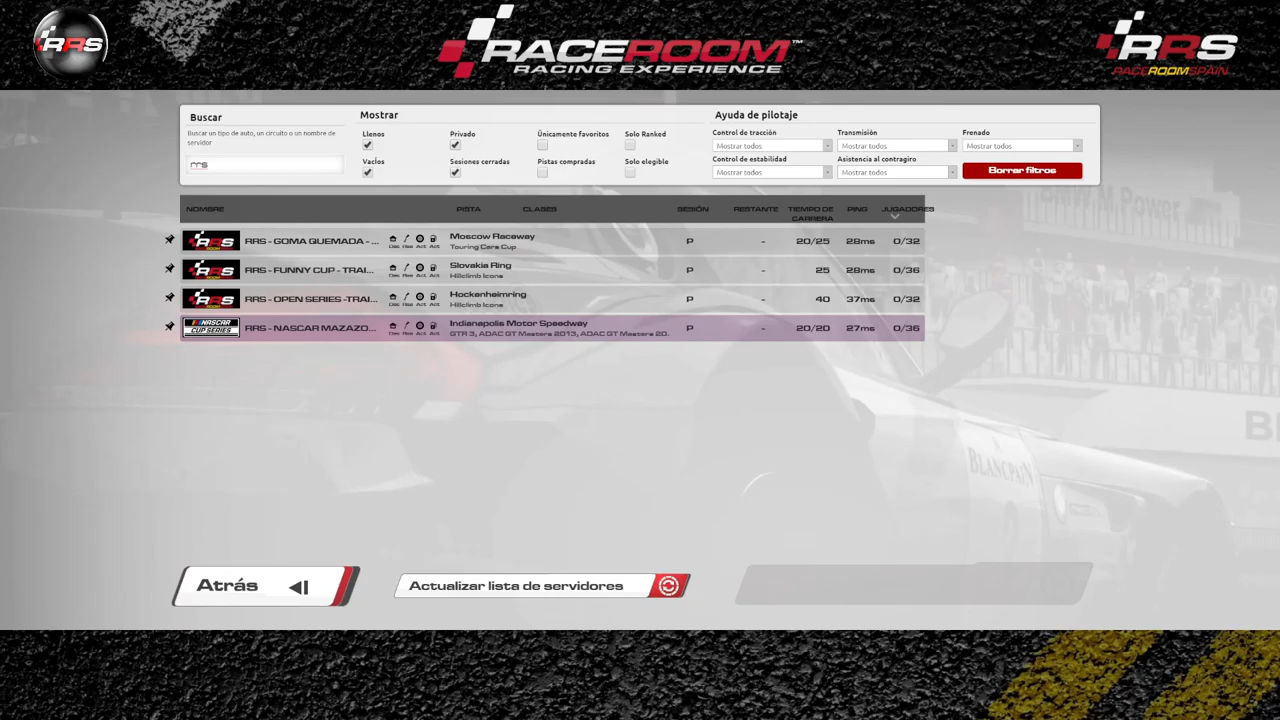 RRS
RACEROOM™
RACING EXPERIENCE
RRS
RACEROOMSPAIN
Buscar
Buscar un tipo de auto, un circuito o un nombre de
servidor
rrs
Mostrar
Llenos Privado Únicamente favoritos Solo Ranked
Vacíos Sesiones cerradas Pistas compradas Solo elegible
Ayuda de pilotaje
Control de tracción Transmisión Frenado
Mostrar todos Mostrar todos Mostrar todos
Control de estabilidad Asistencia al contragiro
Mostrar todos Mostrar todos
Borrar filtros
NOMBRE PISTA CLASES SESIÓN RESTANTE TIEMPO DE CARRERA PING JUGADORES
RRS RRS - GOMA QUEMADA - ... Moscow Raceway P - 20/25 28ms 0/32
Touring Cars Cup
RRS RRS - FUNNY CUP - TRAI... Slovakia Ring P - 25 28ms 0/36
Hillclimb Icons
RRS RRS - OPEN SERIES -TRAI... Hockenheimring P - 40 37ms 0/32
Hillclimb Icons
NASCAR CUP SERIES RRS - NASCAR MAZAZO... Indianapolis Motor Speedway P - 20/20 27ms 0/36
GTR 3, ADAC GT Masters 2013, ADAC GT Masters 20.
BLANCPAIN
Atrás
Actualizar lista de servidores